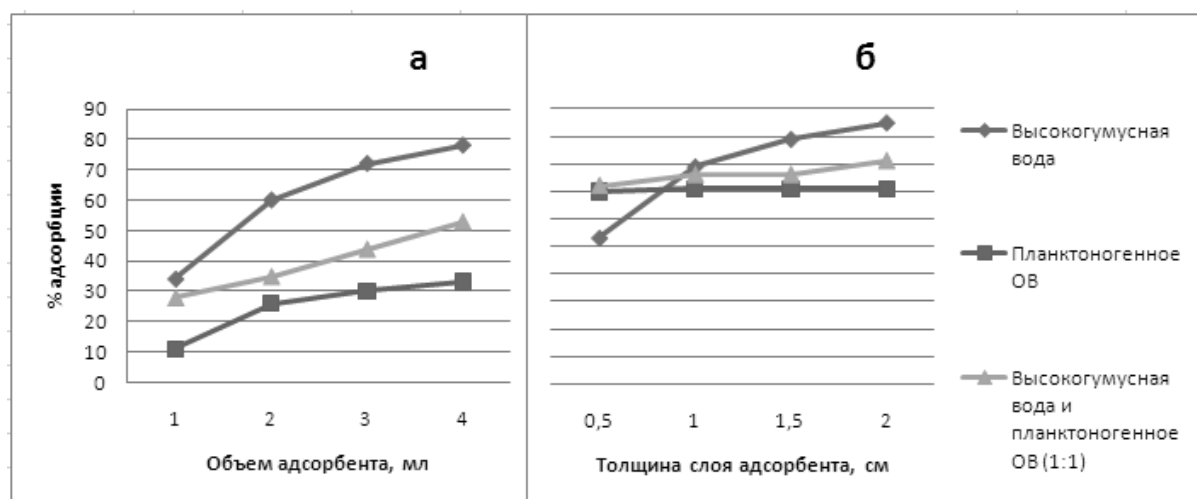 а
б
% адсорбции
90
80
70
60
50
40
30
20
10
0
1 2 3 4
Объем адсорбента, мл
0,5 1 1,5 2
Толщина слоя адсорбента, см
Высокогумусная
вода
Планктоногенное
ОВ
Высокогумусная
вода и
планктоногенное
ОВ (1:1)